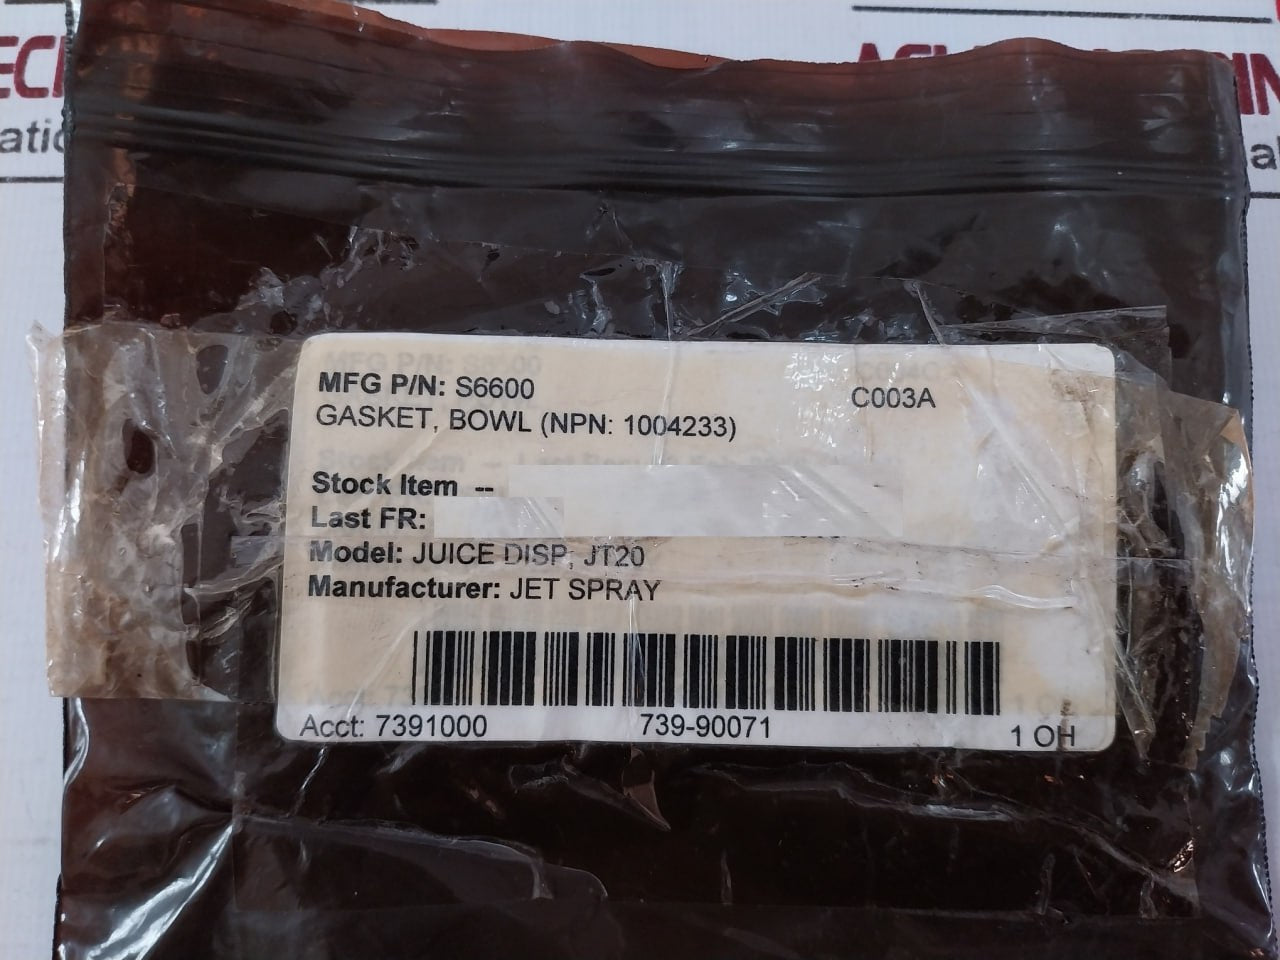 MFG P/N: S6600 C003A
GASKET, BOWL (NPN: 1004233)
Stock Item --
Last FR:
Model: JUICE DISP, JT20
Manufacturer: JET SPRAY
Acct: 7391000 739-90071 1 OH